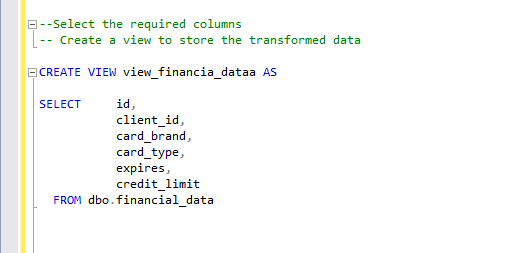 --Select the required columns
-- Create a view to store the transformed data
CREATE VIEW view_financia_dataa AS
SELECT id,
client_id,
card_brand,
card_type,
expires,
credit_limit
FROM dbo.financial_data